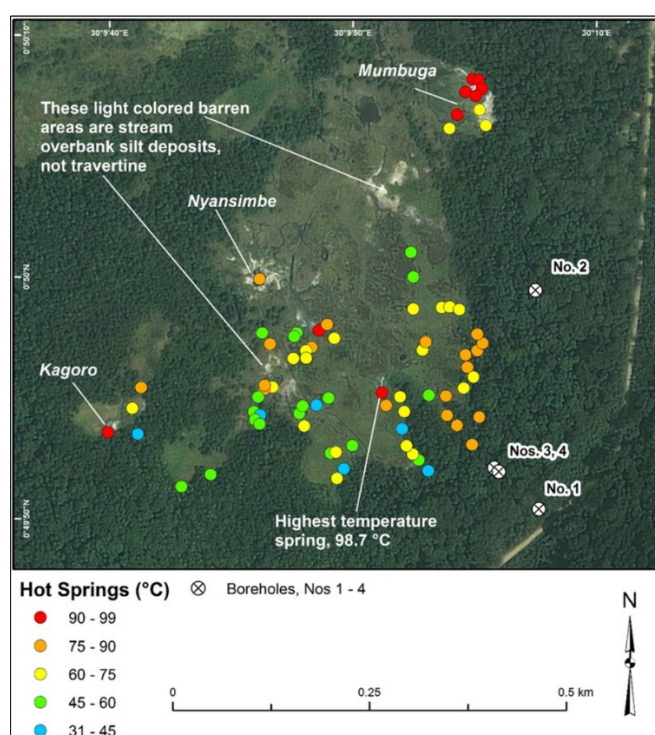 30°9'40"E
30°9'50"E
30°10'E
0°50'10"N
Mumbuga
These light colored barren
areas are stream
overbank silt deposits,
not travertine
Nyansimbe
0°50'N
No. 2
Kagoro
Nos. 3, 4
No. 1
0°49'50"N
Highest temperature
spring, 98.7 °C
Hot Springs (°C)
Boreholes, Nos 1 - 4
90 - 99
75 - 90
60 - 75
45 - 60
31 - 45
N
0
0.25
0.5 km